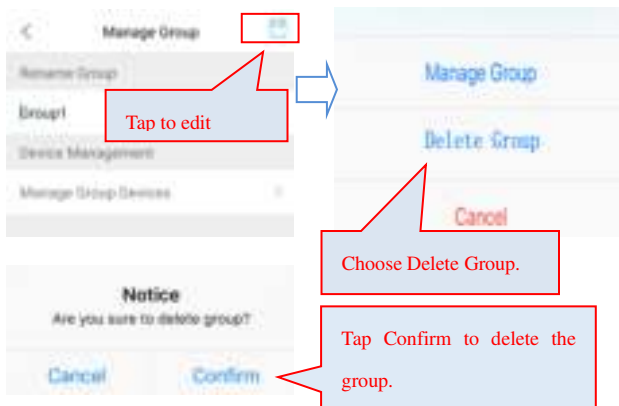 Manage Group
Rename Group
Group1
Tap to edit
Device Management
Manage Group Devices
Manage Group
Delete Group
Cancel
Choose Delete Group.
Notice
Are you sure to delete group?
Cancel
Confirm
Tap Confirm to delete the
group.